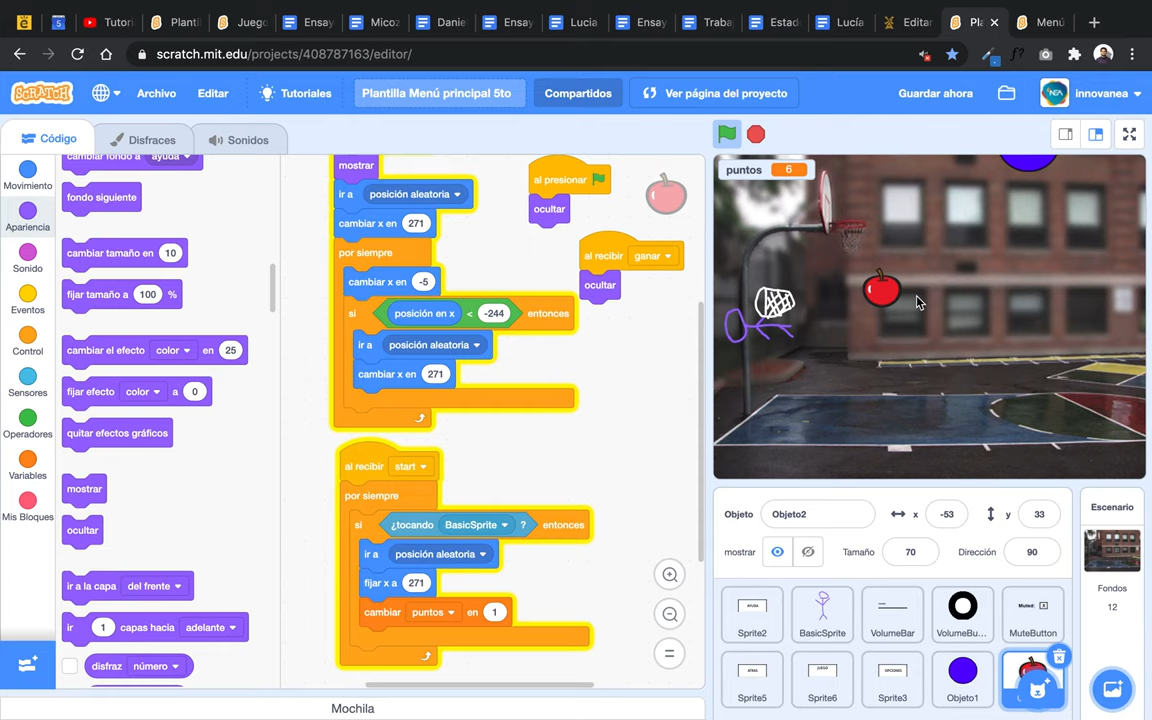 Tutori
Plantil
Juego
Ensay
Micoz
Danie
Ensay
Lucia
Ensay
Traba
Estad
Lucía
Editar
Pla
Menú
scratch.mit.edu/projects/408787163/editor/
SCRATCH
Archivo
Editar
Tutoriales
Plantilla Menú principal 5to
Compartidos
Ver página del proyecto
Guardar ahora
innovanea
Código
Disfraces
Sonidos
Movimiento
Apariencia
Sonido
Eventos
Control
Sensores
Operadores
Variables
Mis Bloques
cambiar fondo a ayuda
fondo siguiente
cambiar tamaño en 10
fijar tamaño a 100 %
cambiar el efecto color en 25
fijar efecto color a 0
quitar efectos gráficos
mostrar
ocultar
ir a la capa del frente
ir 1 capas hacia adelante
disfraz número
mostrar
ir a posición aleatoria
cambiar x en 271
por siempre
cambiar x en -5
si posición en x < -244 entonces
ir a posición aleatoria
cambiar x en 271
al recibir start
por siempre
si ¿tocando BasicSprite ? entonces
ir a posición aleatoria
fijar x a 271
cambiar puntos en 1
al presionar
ocultar
al recibir ganar
ocultar
puntos 6
Objeto Objeto2 x -53 y 33
mostrar Tamaño 70 Dirección 90
Escenario
Fondos
12
AYUDA
Sprite2
BasicSprite
VolumeBar
VolumeBu...
Muted: X
MuteButton
ATRAS
Sprite5
JUEGO
Sprite6
OPCIONES
Sprite3
Objeto1
Mochila